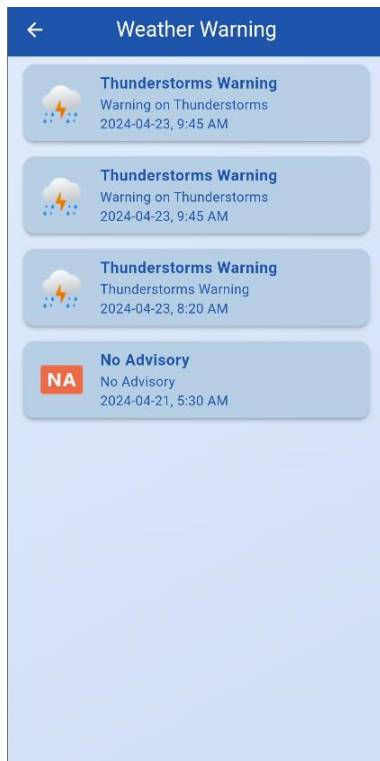 Weather Warning
Thunderstorms Warning
Warning on Thunderstorms
2024-04-23, 9:45 AM
Thunderstorms Warning
Warning on Thunderstorms
2024-04-23, 9:45 AM
Thunderstorms Warning
Thunderstorms Warning
2024-04-23, 8:20 AM
NA
No Advisory
No Advisory
2024-04-21, 5:30 AM